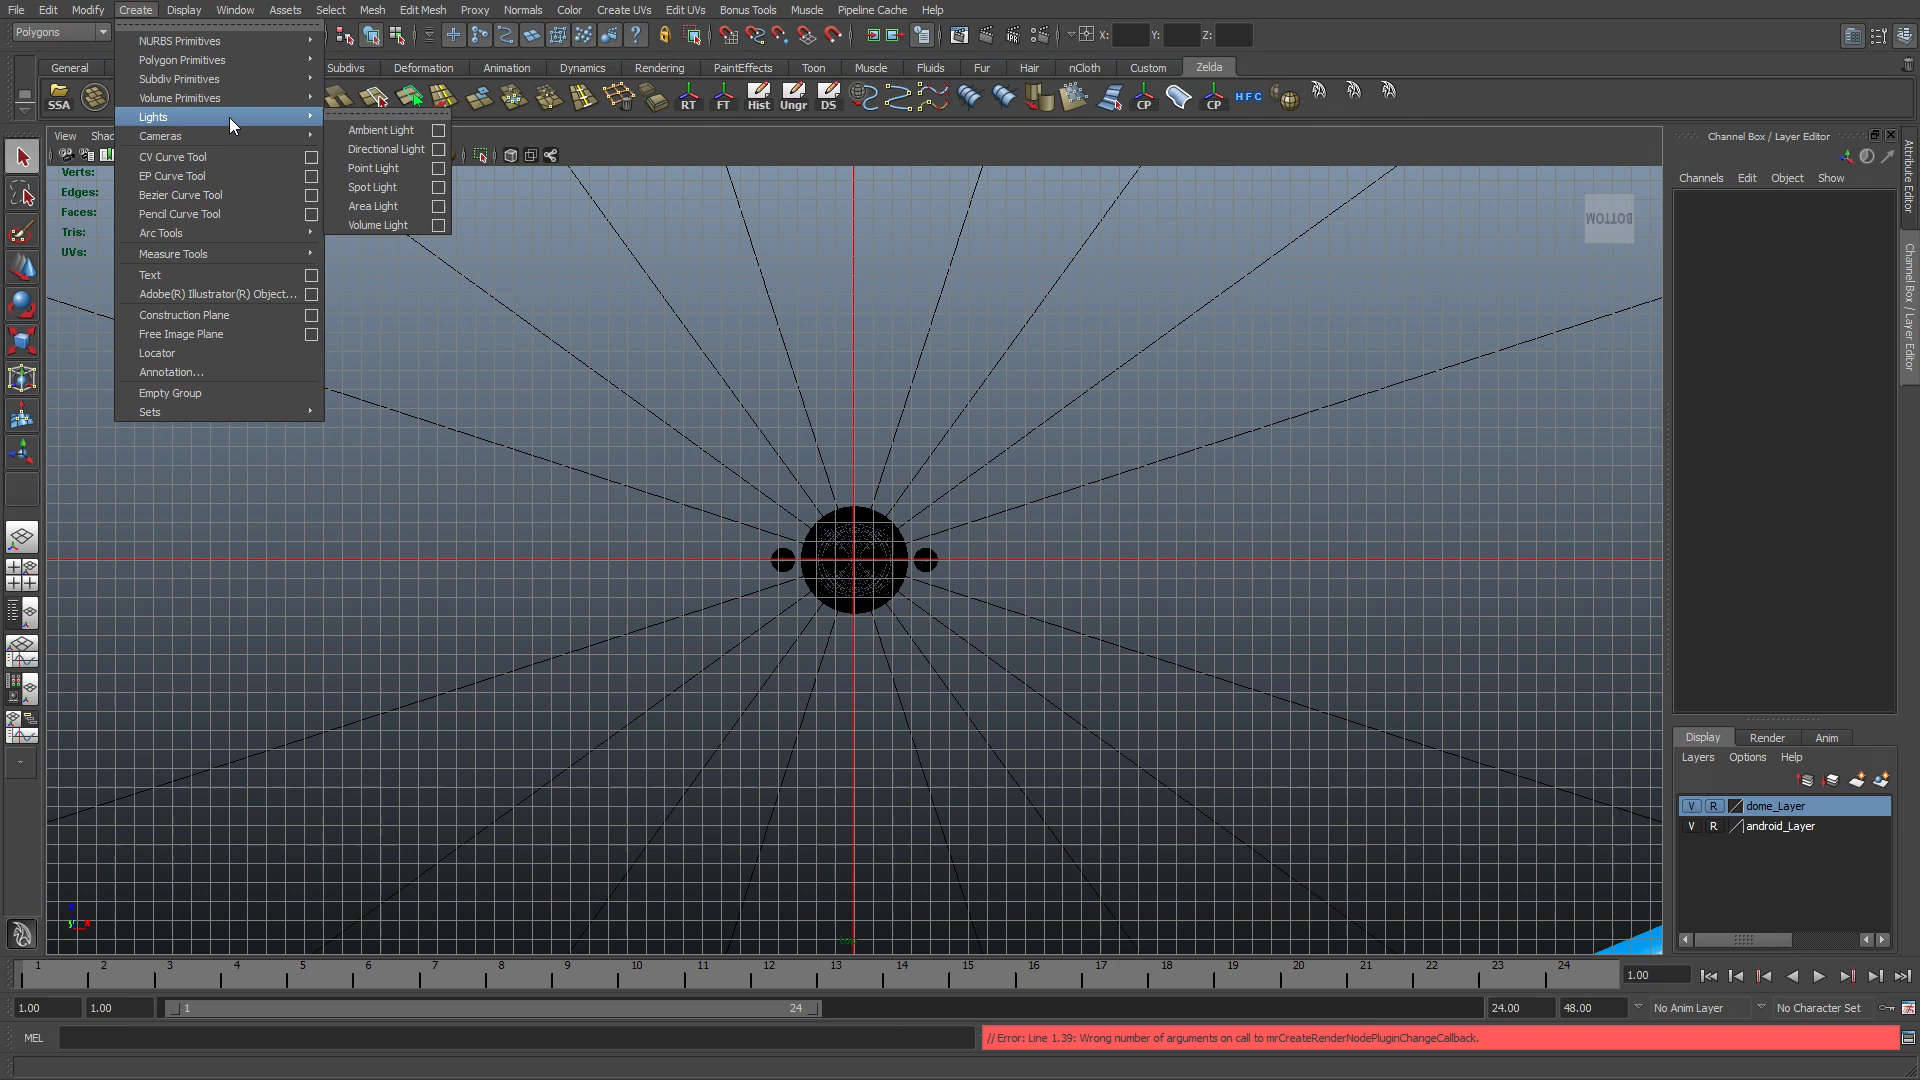 File Edit Modify Create Display Window Assets Select Mesh Edit Mesh Proxy Normals Color Create UVs Edit UVs Bonus Tools Muscle Pipeline Cache Help
Polygons X: Y: Z:
General Subdivs Deformation Animation Dynamics Rendering PaintEffects Toon Muscle Fluids Fur Hair nCloth Custom Zelda
SSA RT FT Hist Ungr DS CP CP HFC
NURBS Primitives
Polygon Primitives
Subdiv Primitives
Volume Primitives
Lights
Cameras
CV Curve Tool
EP Curve Tool
Bezier Curve Tool
Pencil Curve Tool
Arc Tools
Measure Tools
Text
Adobe(R) Illustrator(R) Object...
Construction Plane
Free Image Plane
Locator
Annotation...
Empty Group
Sets
Ambient Light
Directional Light
Point Light
Spot Light
Area Light
Volume Light
View Shad
Verts:
Edges:
Faces:
Tris:
UVs:
BOTTOM
Channel Box / Layer Editor
Channels Edit Object Show
Attribute Editor
Channel Box / Layer Editor
Display Render Anim
Layers Options Help
V R dome_Layer
V R android_Layer
1 2 3 4 5 6 7 8 9 10 11 12 13 14 15 16 17 18 19 20 21 22 23 24 1.00
1.00 1.00 1 24 24.00 48.00 No Anim Layer No Character Set
MEL // Error: Line 1.39: Wrong number of arguments on call to mrCreateRenderNodePluginChangeCallback.